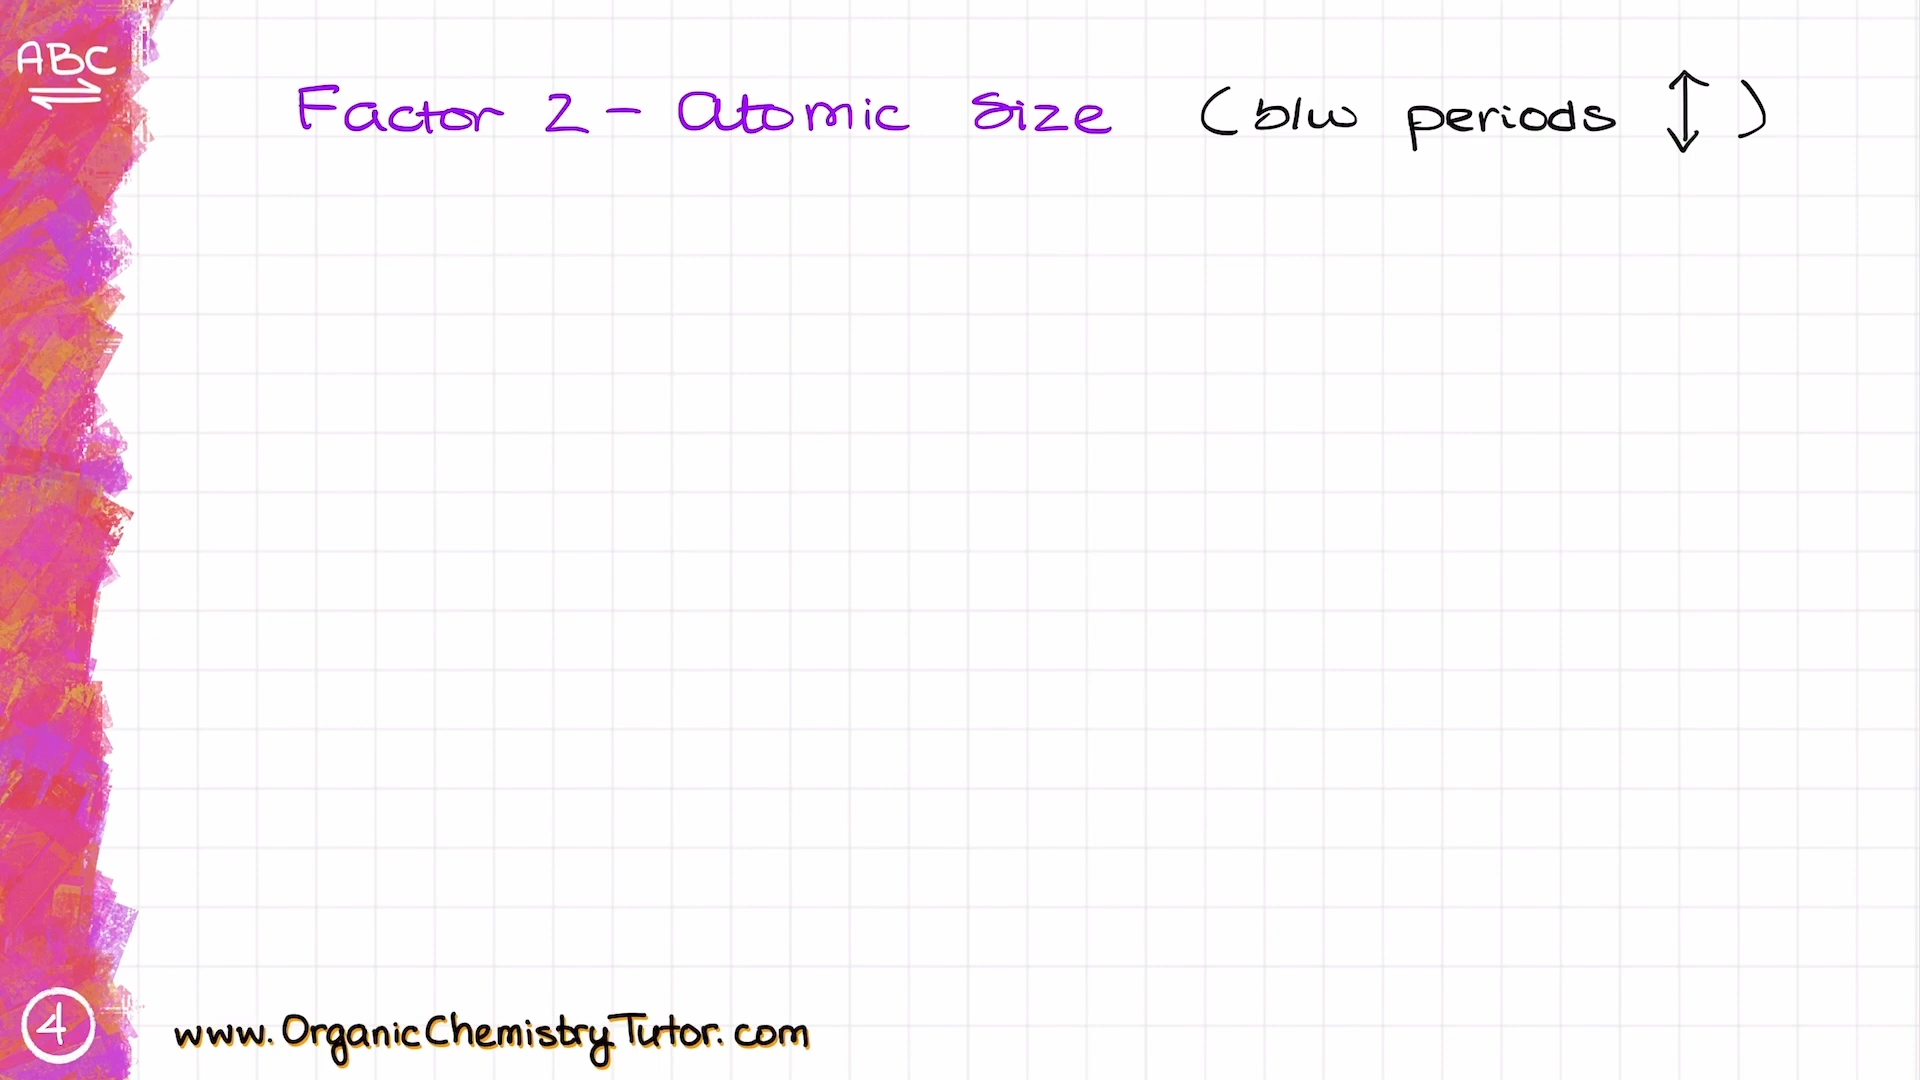 ABC
Factor 2 - Atomic Size (b/w periods ↕)
4
www.OrganicChemistryTutor.com